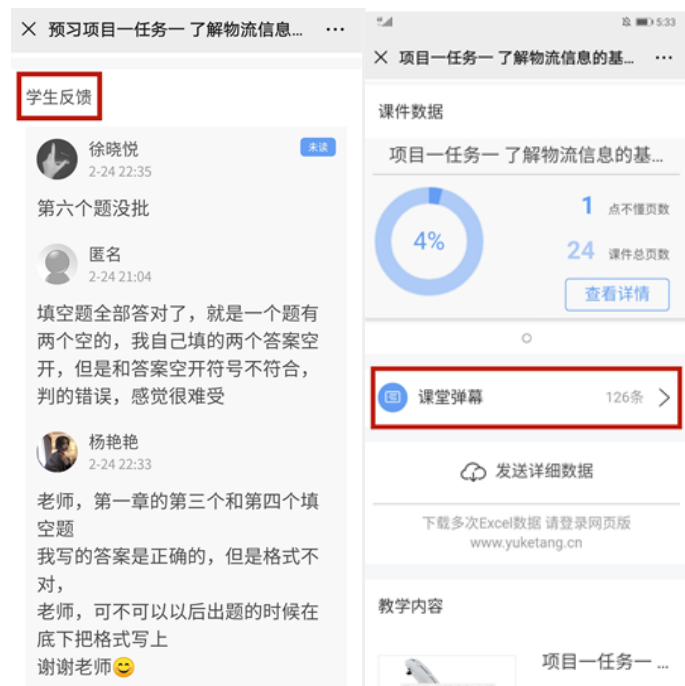 预习项目一任务一 了解物流信息...
学生反馈
徐晓悦
未读
2-24 22:35
第六个题没批
匿名
2-24 21:04
填空题全部答对了，就是一个题有
两个空的，我自己填的两个答案空
开，但是和答案空开符号不符合，
判的错误，感觉很难受
杨艳艳
2-24 22:33
老师，第一章的第三个和第四个填
空题
我写的答案是正确的，但是格式不
对，
老师，可不可以以后出题的时候在
底下把格式写上
谢谢老师😊
5:33
项目一任务一 了解物流信息的基...
课件数据
项目一任务一 了解物流信息的基...
4%
1 点不懂页数
24 课件总页数
查看详情
课堂弹幕
126条
发送详细数据
下载多次Excel数据 请登录网页版
www.yuketang.cn
教学内容
项目一任务一 ...